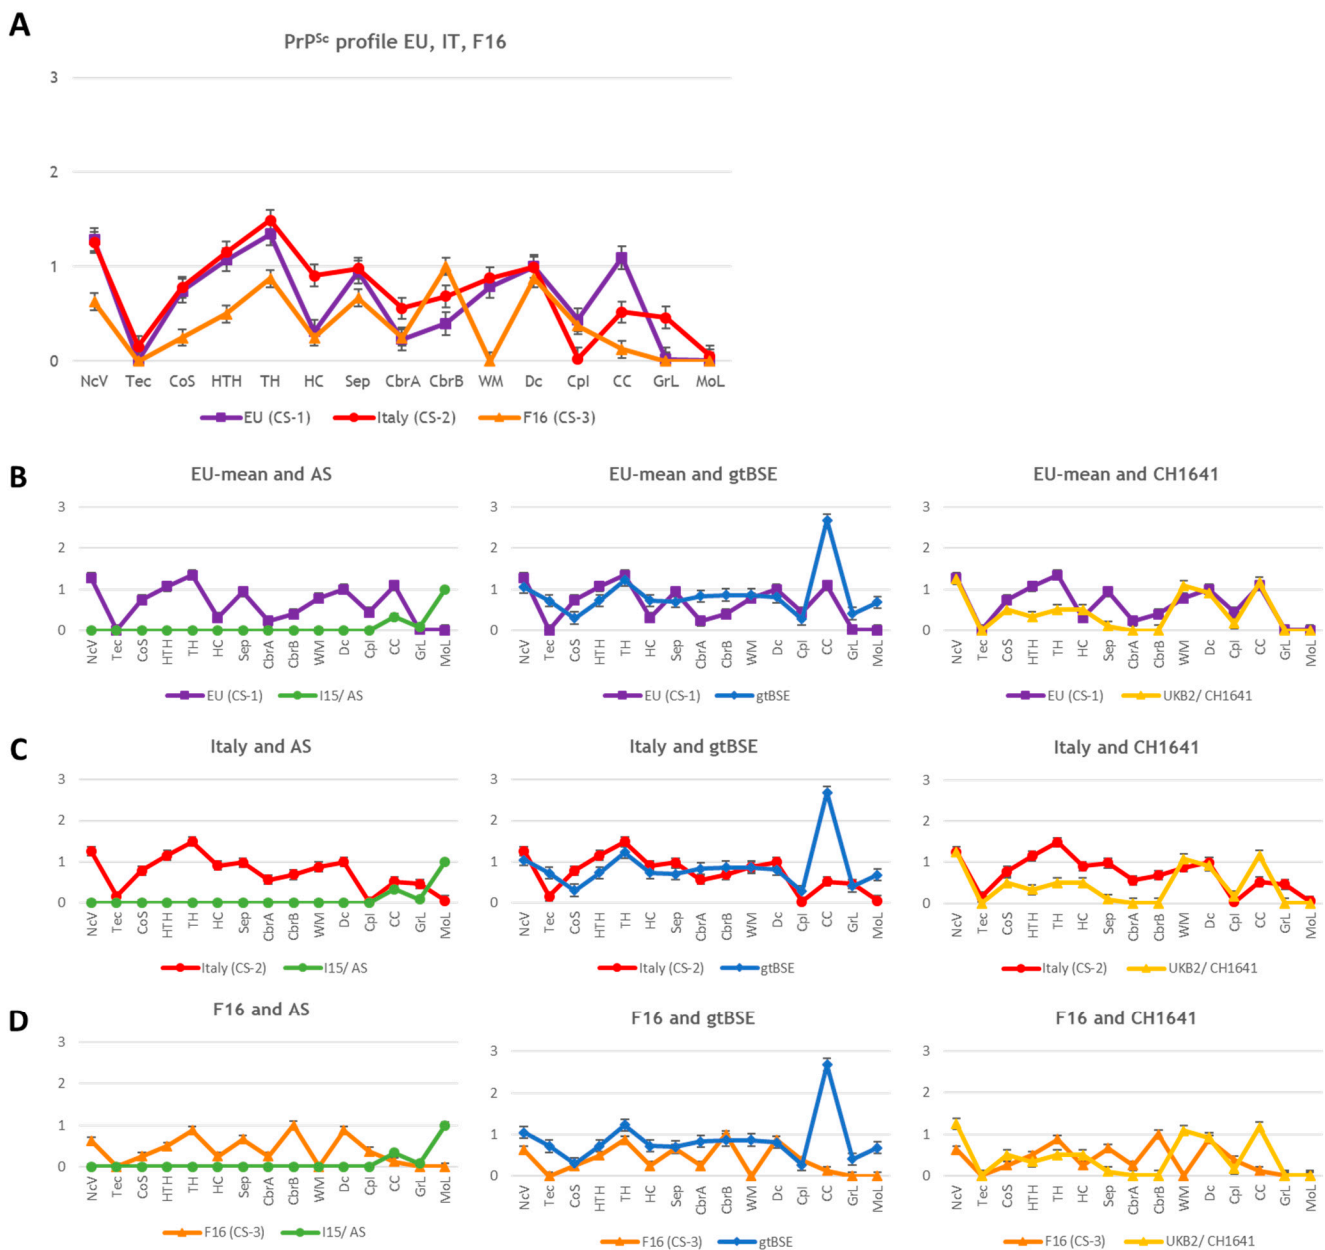 A
PrPSc profile EU, IT, F16
3
2
1
0
NcV Tec CoS HTH TH HC Sep CbrA CbrB WM Dc Cpl CC GrL MoL
EU (CS-1) Italy (CS-2) F16 (CS-3)
B
EU-mean and AS
3
2
1
0
NcV Tec CoS HTH TH HC Sep CbrA CbrB WM Dc Cpl CC GrL MoL
EU (CS-1) I15/ AS
EU-mean and gtBSE
3
2
1
0
NcV Tec CoS HTH TH HC Sep CbrA CbrB WM Dc Cpl CC GrL MoL
EU (CS-1) gtBSE
EU-mean and CH1641
3
2
1
0
NcV Tec CoS HTH TH HC Sep CbrA CbrB WM Dc Cpl CC GrL MoL
EU (CS-1) UKB2/ CH1641
C
Italy and AS
3
2
1
0
NcV Tec CoS HTH TH HC Sep CbrA CbrB WM Dc Cpl CC GrL MoL
Italy (CS-2) I15/ AS
Italy and gtBSE
3
2
1
0
NcV Tec CoS HTH TH HC Sep CbrA CbrB WM Dc Cpl CC GrL MoL
Italy (CS-2) gtBSE
Italy and CH1641
3
2
1
0
NcV Tec CoS HTH TH HC Sep CbrA CbrB WM Dc Cpl CC GrL MoL
Italy (CS-2) UKB2/ CH1641
D
F16 and AS
3
2
1
0
NcV Tec CoS HTH TH HC Sep CbrA CbrB WM Dc Cpl CC GrL MoL
F16 (CS-3) I15/ AS
F16 and gtBSE
3
2
1
0
NcV Tec CoS HTH TH HC Sep CbrA CbrB WM Dc Cpl CC GrL MoL
F16 (CS-3) gtBSE
F16 and CH1641
3
2
1
0
NcV Tec CoS HTH TH HC Sep CbrA CbrB WM Dc Cpl CC GrL MoL
F16 (CS-3) UKB2/ CH1641